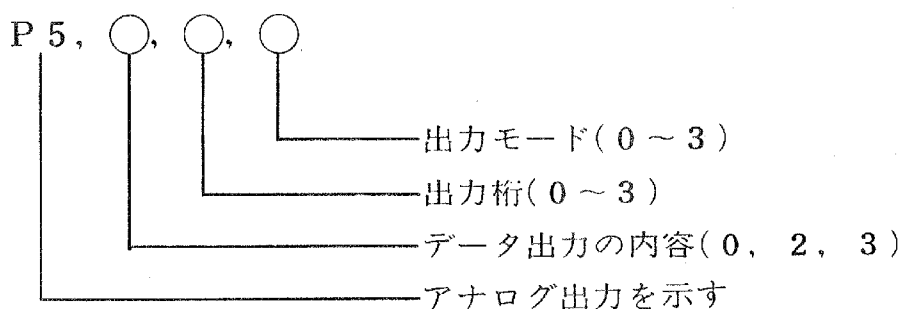 P5, ○, ○, ○
出力モード(0～3)
出力桁(0～3)
データ出力の内容(0, 2, 3)
アナログ出力を示す